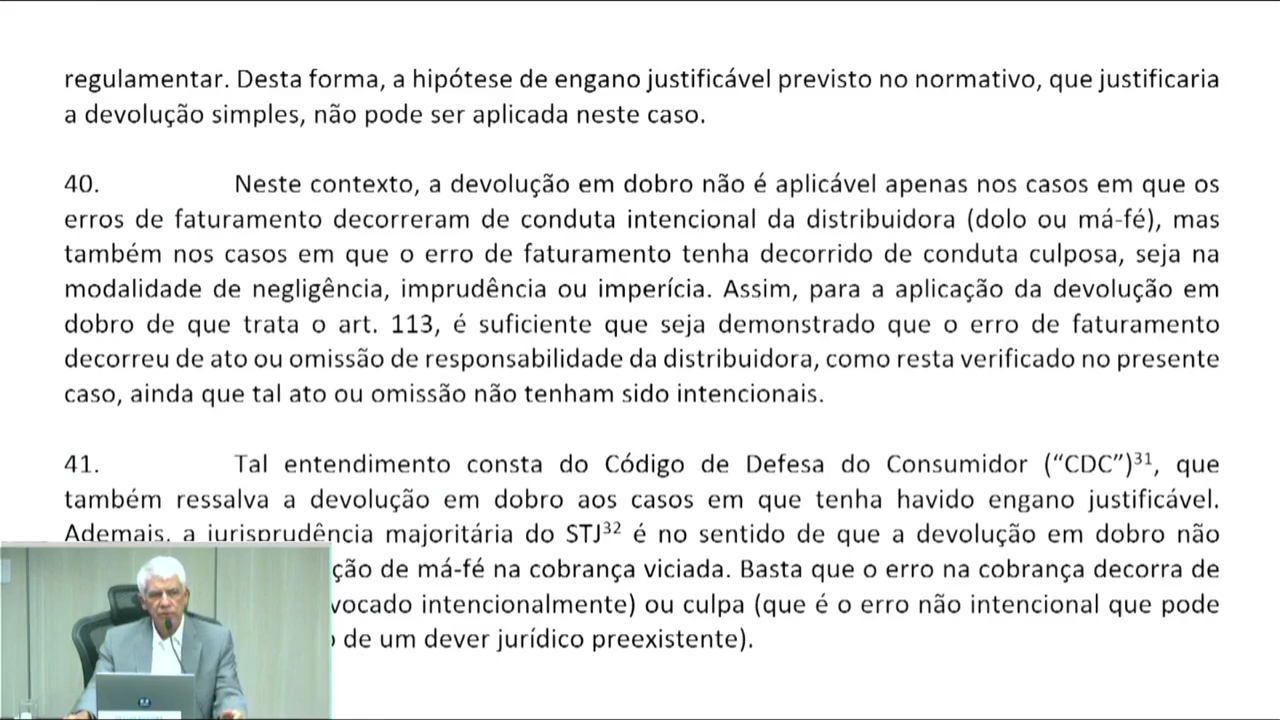 regulamentar. Desta forma, a hipótese de engano justificável previsto no normativo, que justificaria
a devolução simples, não pode ser aplicada neste caso.
40. Neste contexto, a devolução em dobro não é aplicável apenas nos casos em que os
erros de faturamento decorreram de conduta intencional da distribuidora (dolo ou má-fé), mas
também nos casos em que o erro de faturamento tenha decorrido de conduta culposa, seja na
modalidade de negligência, imprudência ou imperícia. Assim, para a aplicação da devolução em
dobro de que trata o art. 113, é suficiente que seja demonstrado que o erro de faturamento
decorreu de ato ou omissão de responsabilidade da distribuidora, como resta verificado no presente
caso, ainda que tal ato ou omissão não tenham sido intencionais.
41. Tal entendimento consta do Código de Defesa do Consumidor (“CDC”)³¹, que
também ressalva a devolução em dobro aos casos em que tenha havido engano justificável.
Ademais, a jurisprudência majoritária do STJ³² é no sentido de que a devolução em dobro não
ção de má-fé na cobrança viciada. Basta que o erro na cobrança decorra de
vocado intencionalmente) ou culpa (que é o erro não intencional que pode
de um dever jurídico preexistente).